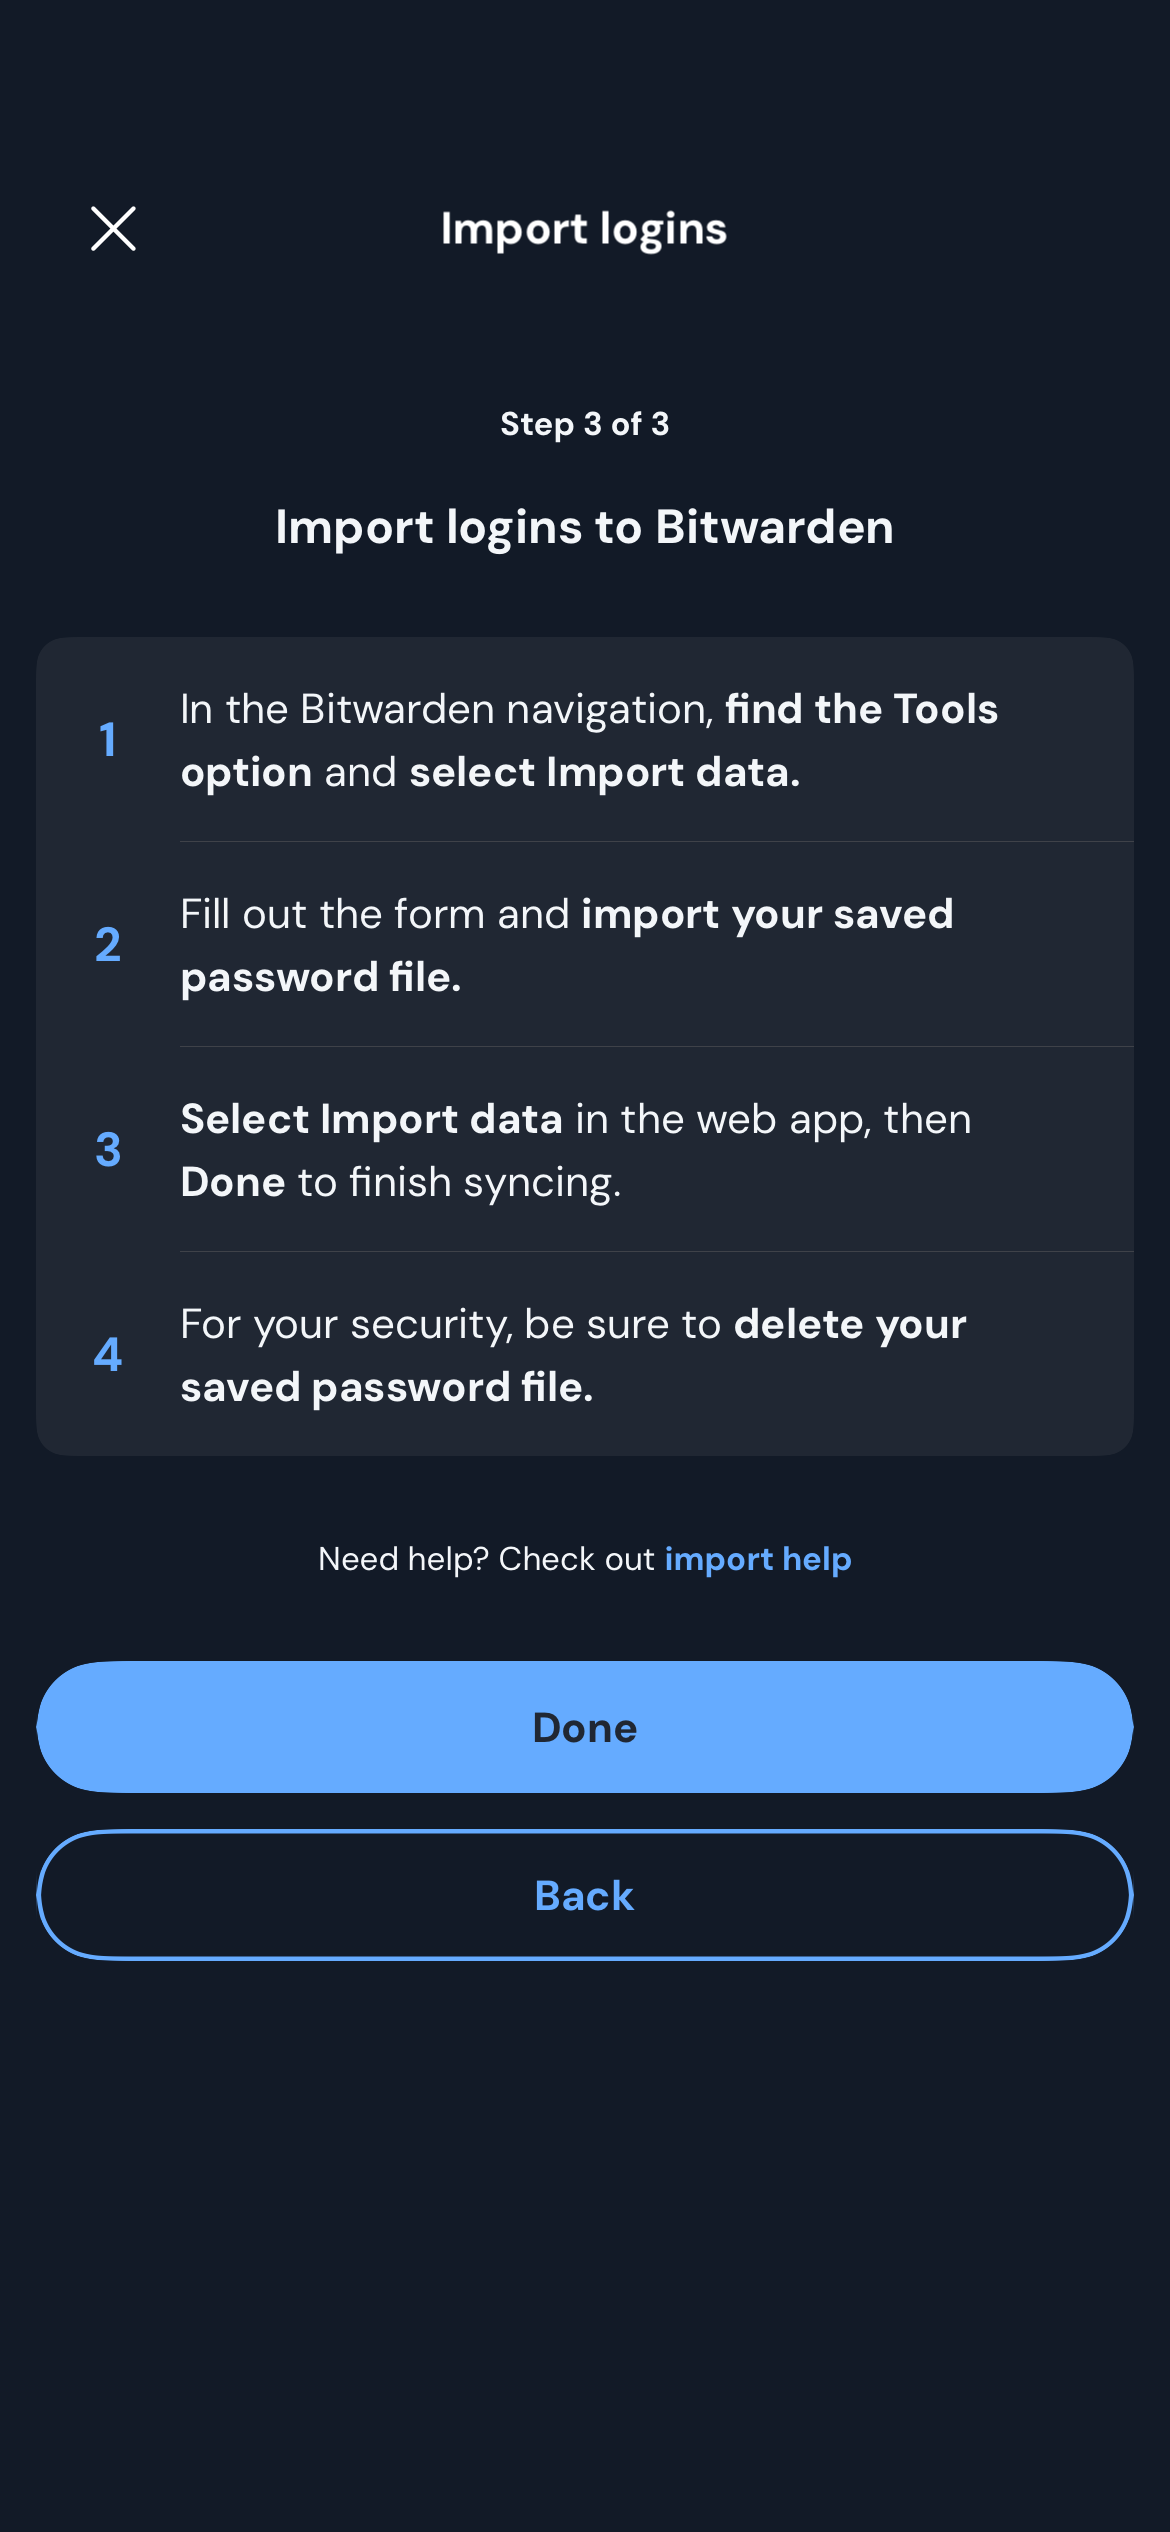 Import logins
Step 3 of 3
Import logins to Bitwarden
1
In the Bitwarden navigation, find the Tools
option and select Import data.
2
Fill out the form and import your saved
password file.
3
Select Import data in the web app, then
Done to finish syncing.
4
For your security, be sure to delete your
saved password file.
Need help? Check out import help
Done
Back